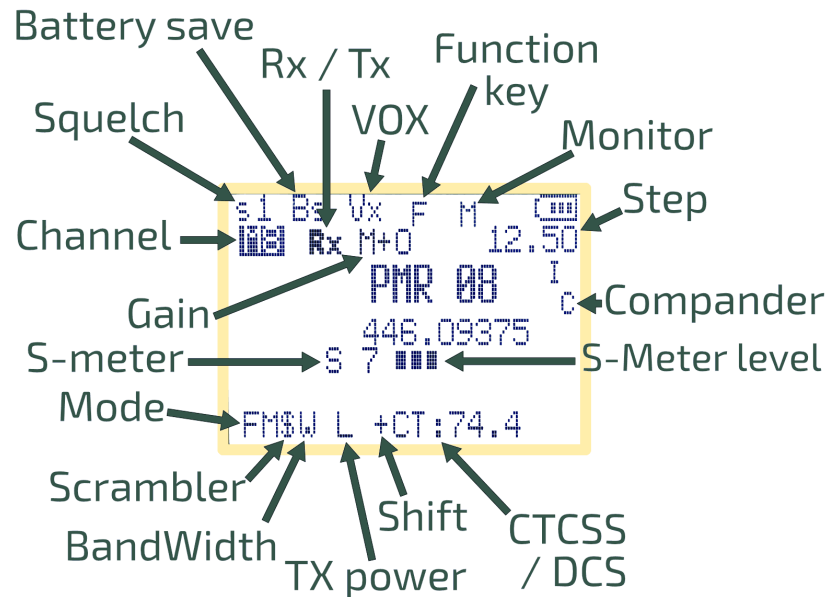 Battery save
Rx / Tx
Function
key
Squelch
VOX
Monitor
s1 Bs Vx F M
Step
Channel
18 Rx M+0 12.50
I
PMR 08
C
Compander
Gain
446.09375
S-meter
S 7
S-Meter level
Mode
FM$W L +CT:74.4
Scrambler
Shift
BandWidth
CTCSS
/ DCS
TX power